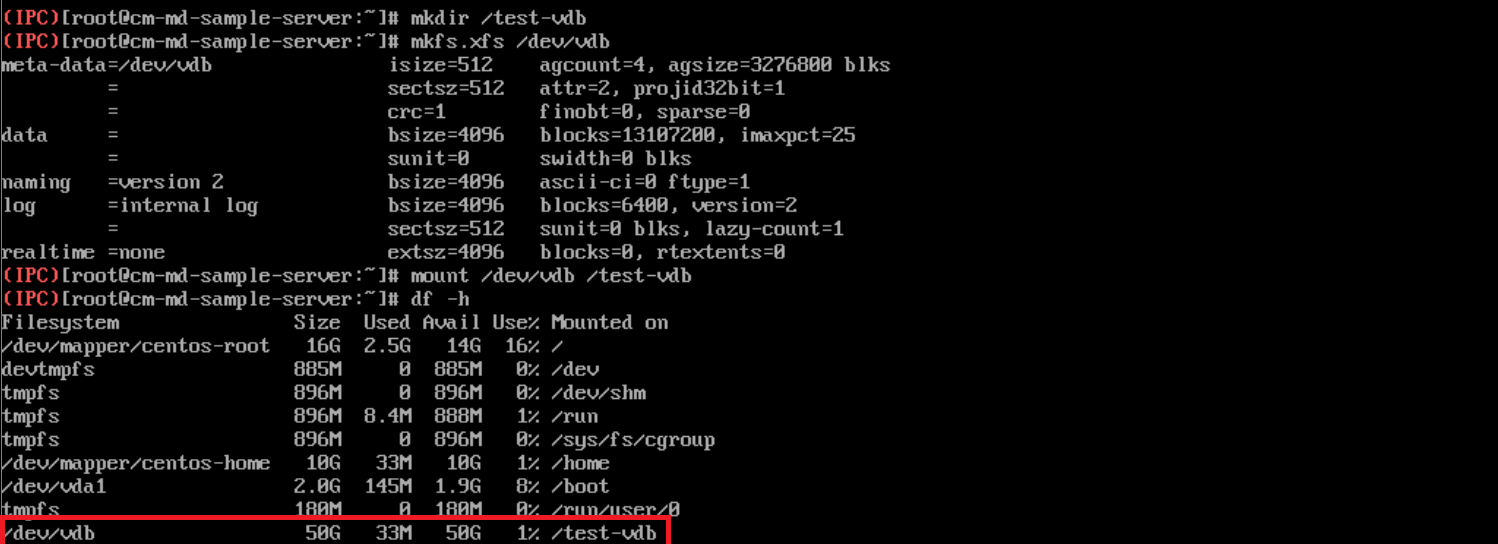 (IPC)[root@cm-md-sample-server:~]# mkdir /test-vdb
(IPC)[root@cm-md-sample-server:~]# mkfs.xfs /dev/vdb
meta-data=/dev/vdb               isize=512    agcount=4, agsize=3276800 blks
         =                       sectsz=512   attr=2, projid32bit=1
         =                       crc=1        finobt=0, sparse=0
data     =                       bsize=4096   blocks=13107200, imaxpct=25
         =                       sunit=0      swidth=0 blks
naming   =version 2              bsize=4096   ascii-ci=0 ftype=1
log      =internal log           bsize=4096   blocks=6400, version=2
         =                       sectsz=512   sunit=0 blks, lazy-count=1
realtime =none                   extsz=4096   blocks=0, rtextents=0
(IPC)[root@cm-md-sample-server:~]# mount /dev/vdb /test-vdb
(IPC)[root@cm-md-sample-server:~]# df -h
Filesystem               Size  Used Avail Use% Mounted on
/dev/mapper/centos-root   16G  2.5G   14G  16% /
devtmpfs                 885M     0  885M   0% /dev
tmpfs                    896M     0  896M   0% /dev/shm
tmpfs                    896M  8.4M  888M   1% /run
tmpfs                    896M     0  896M   0% /sys/fs/cgroup
/dev/mapper/centos-home   10G   33M   10G   1% /home
/dev/vda1                2.0G  145M  1.9G   8% /boot
tmpfs                    180M     0  180M   0% /run/user/0
/dev/vdb                  50G   33M   50G   1% /test-vdb